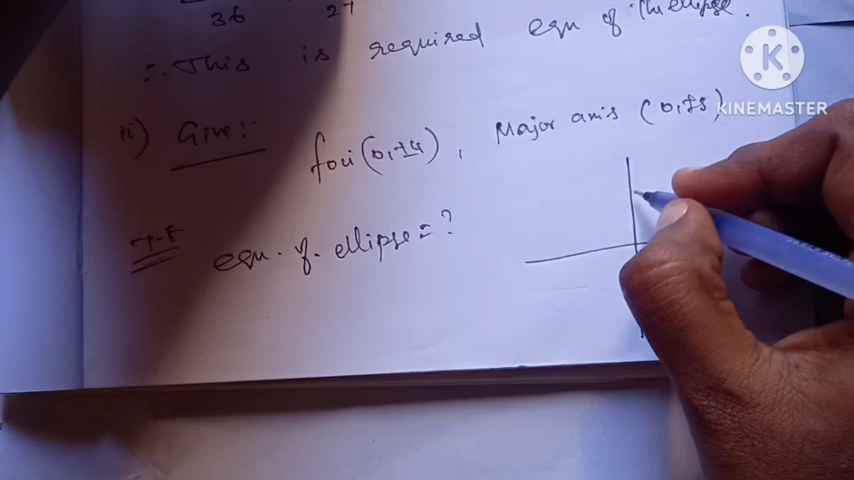 36 27
∴ This is required eqn of the ellipse.
K
KINEMASTER
ii) Give:- foci (0,±4), Major axis (0,±5)
T.F eqn. of. ellipse = ?